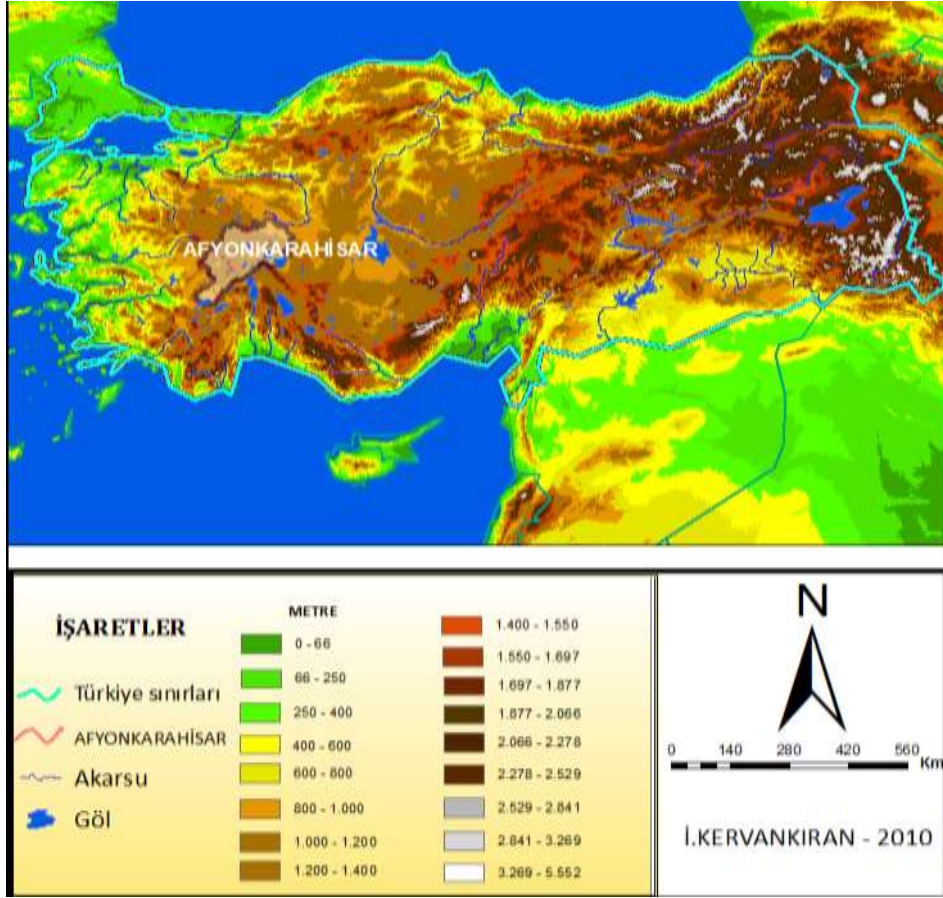 AFYONKARAHİSAR
İŞARETLER
Türkiye sınırları
AFYONKARAHİSAR
Akarsu
Göl
METRE
0 - 66
66 - 250
250 - 400
400 - 600
600 - 800
800 - 1.000
1.000 - 1.200
1.200 - 1.400
1.400 - 1.550
1.550 - 1.697
1.697 - 1.877
1.877 - 2.066
2.066 - 2.278
2.278 - 2.529
2.529 - 2.841
2.841 - 3.269
3.269 - 5.552
N
0 140 280 420 560
Km
İ.KERVANKIRAN - 2010